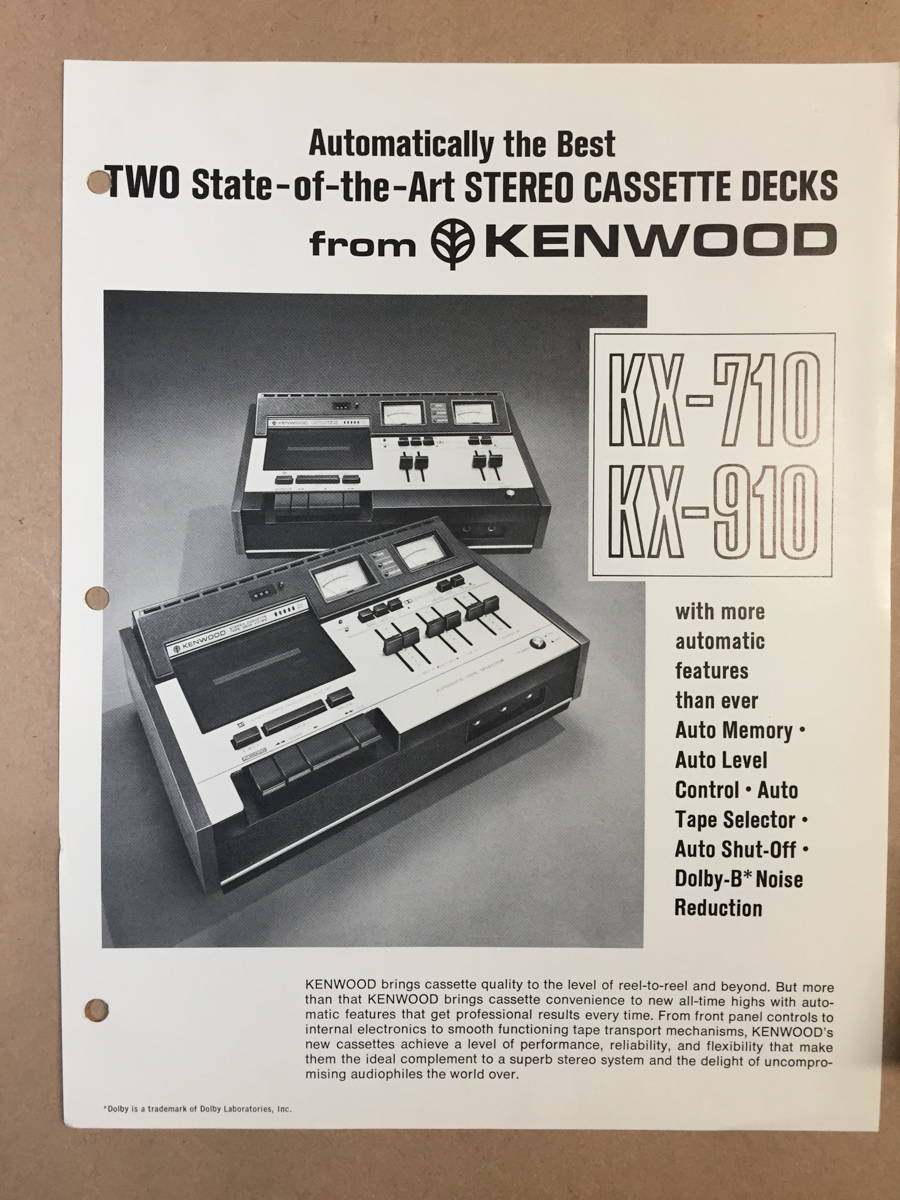 Automatically the Best
TWO State-of-the-Art STEREO CASSETTE DECKS
from KENWOOD
KX-710
KX-910
KENWOOD
KENWOOD
AUTOMATIC TAPE SELECTOR
with more
automatic
features
than ever
Auto Memory •
Auto Level
Control • Auto
Tape Selector •
Auto Shut-Off •
Dolby-B* Noise
Reduction
KENWOOD brings cassette quality to the level of reel-to-reel and beyond. But more
than that KENWOOD brings cassette convenience to new all-time highs with auto-
matic features that get professional results every time. From front panel controls to
internal electronics to smooth functioning tape transport mechanisms, KENWOOD's
new cassettes achieve a level of performance, reliability, and flexibility that make
them the ideal complement to a superb stereo system and the delight of uncompro-
mising audiophiles the world over.
*Dolby is a trademark of Dolby Laboratories, Inc.